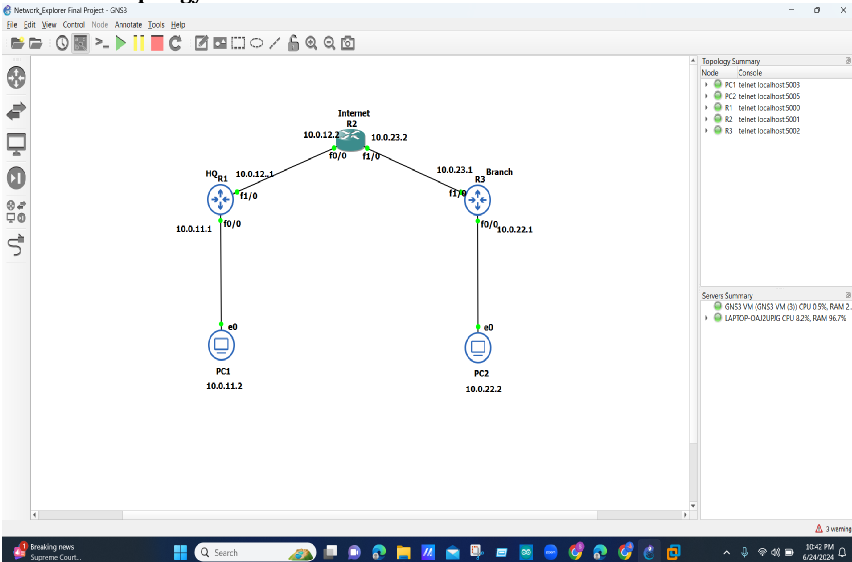 Network_Explorer Final Project - GNS3
File Edit View Control Node Annotate Tools Help
Topology Summary
Node Console
PC1 telnet localhost:5003
PC2 telnet localhost:5005
R1 telnet localhost:5000
R2 telnet localhost:5001
R3 telnet localhost:5002
Internet
R2
10.0.12.2
10.0.23.2
f0/0
f1/0
HQ
R1
10.0.12..1
f1/0
10.0.23.1
Branch
R3
f1/0
10.0.11.1
f0/0
f0/0
10.0.22.1
e0
e0
PC1
10.0.11.2
PC2
10.0.22.2
Servers Summary
GNS3 VM (GNS3 VM (3)) CPU 0.5%, RAM 2...
LAPTOP-OAJ2UPJG CPU 8.2%, RAM 96.7%
3 warning
1
Breaking news
Supreme Court...
Search
10:42 PM
6/24/2024